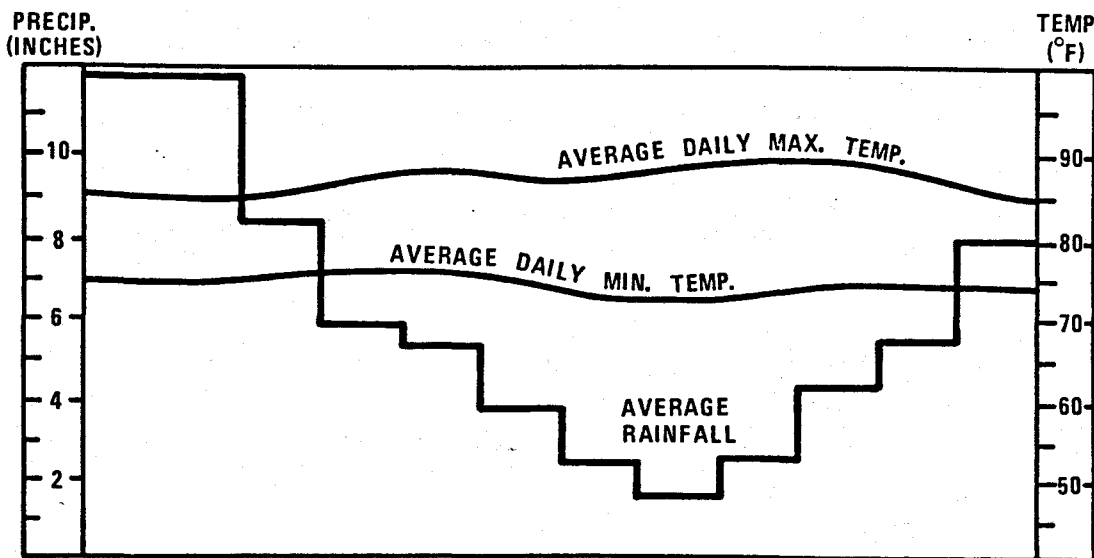 PRECIP.
(INCHES)
TEMP
(°F)
10
8
6
4
2
AVERAGE DAILY MAX. TEMP.
AVERAGE DAILY MIN. TEMP.
AVERAGE
RAINFALL
90
80
70
60
50